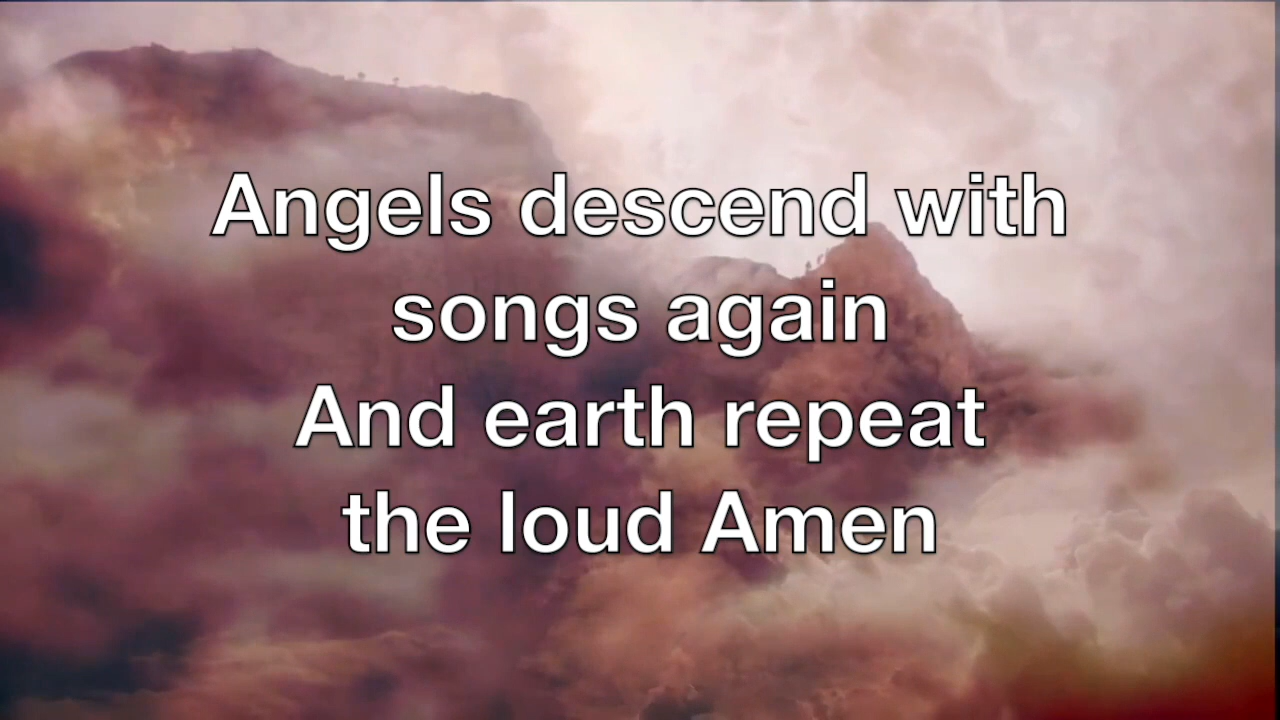 Angels descend with
songs again
And earth repeat
the loud Amen